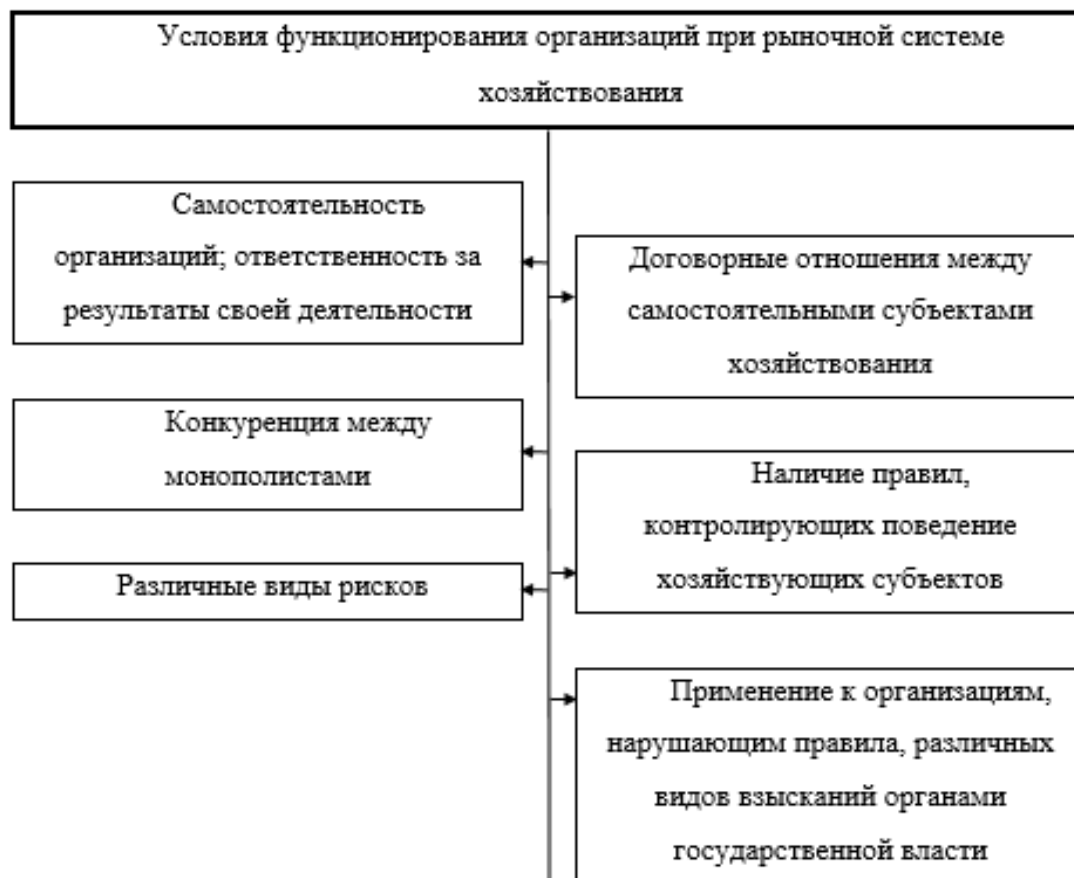 Условия функционирования организаций при рыночной системе
хозяйствования
Самостоятельность
организаций; ответственность за
результаты своей деятельности
Договорные отношения между
самостоятельными субъектами
хозяйствования
Конкуренция между
монополистами
Наличие правил,
контролирующих поведение
хозяйствующих субъектов
Различные виды рисков
Применение к организациям,
нарушающим правила, различных
видов взысканий органами
государственной власти